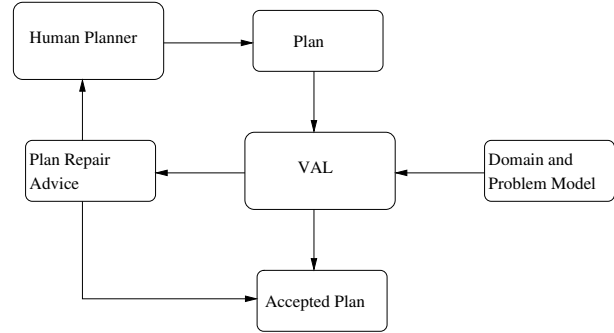 Human Planner
Plan
Plan Repair
Advice
VAL
Domain and
Problem Model
Accepted Plan